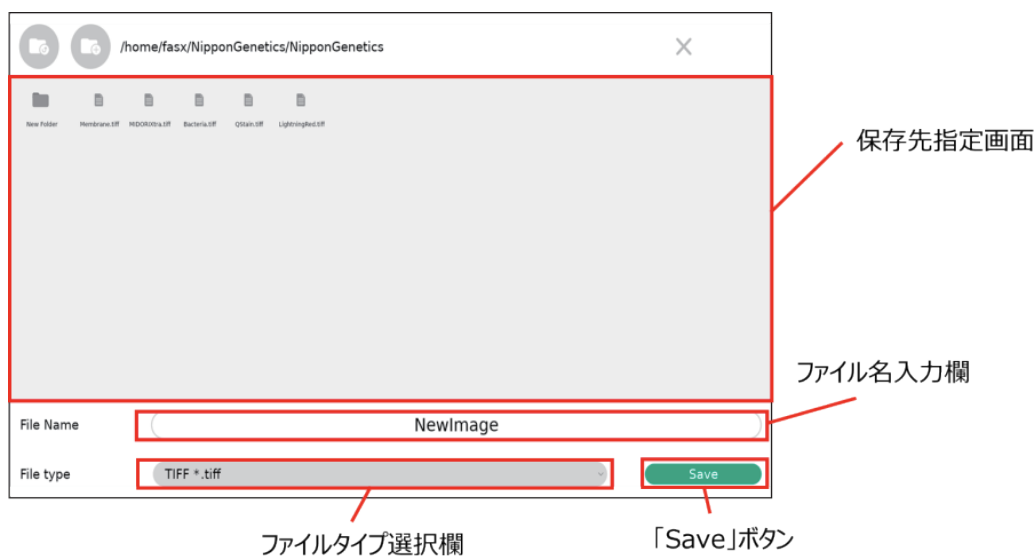 /home/fasx/NipponGenetics/NipponGenetics
New Folder Membrane.tiff MIDORIXtra.tiff Bacteria.tiff QStain.tiff LightningRed.tiff
保存先指定画面
ファイル名入力欄
File Name NewImage
File type TIFF *.tiff Save
ファイルタイプ選択欄
「Save」ボタン